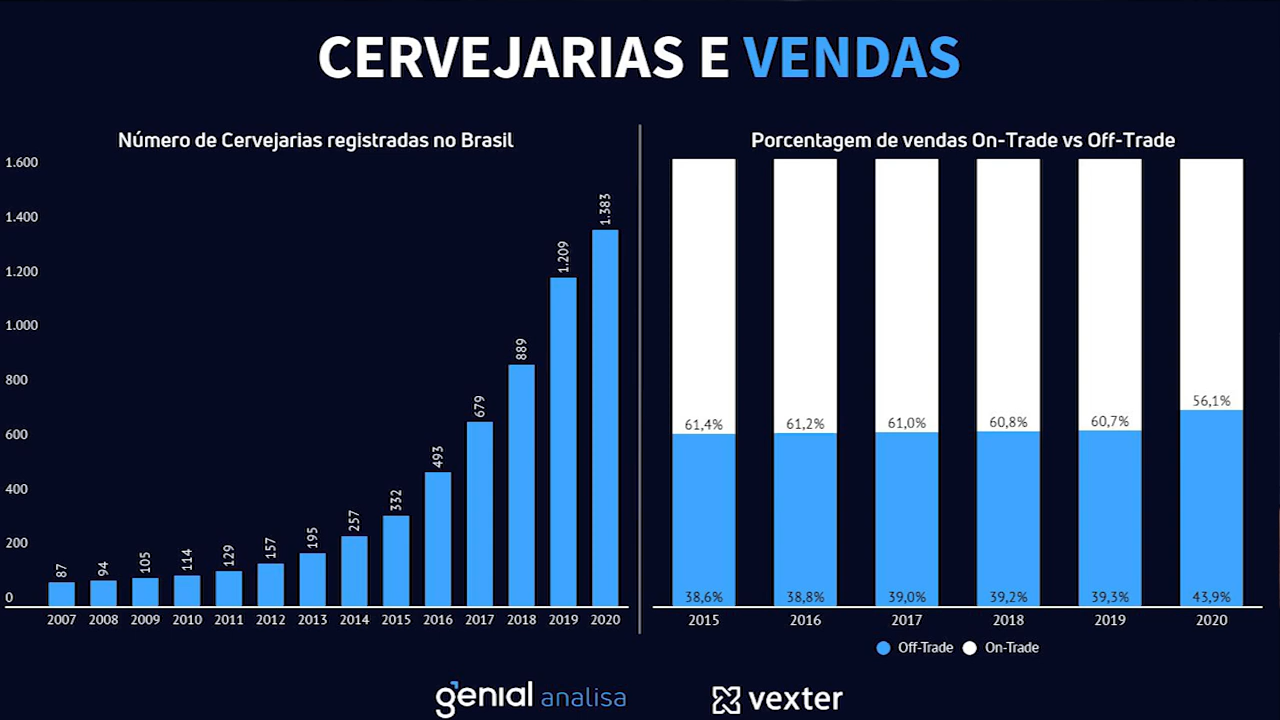 CERVEJARIAS E VENDAS
Número de Cervejarias registradas no Brasil
1.600
1.400
1.200
1.000
800
600
400
200
0
87
94
105
114
129
157
195
257
332
493
679
889
1.209
1.383
2007 2008 2009 2010 2011 2012 2013 2014 2015 2016 2017 2018 2019 2020
Porcentagem de vendas On-Trade vs Off-Trade
61,4% 61,2% 61,0% 60,8% 60,7% 56,1%
38,6% 38,8% 39,0% 39,2% 39,3% 43,9%
2015 2016 2017 2018 2019 2020
Off-Trade On-Trade
genial analisa
vexter